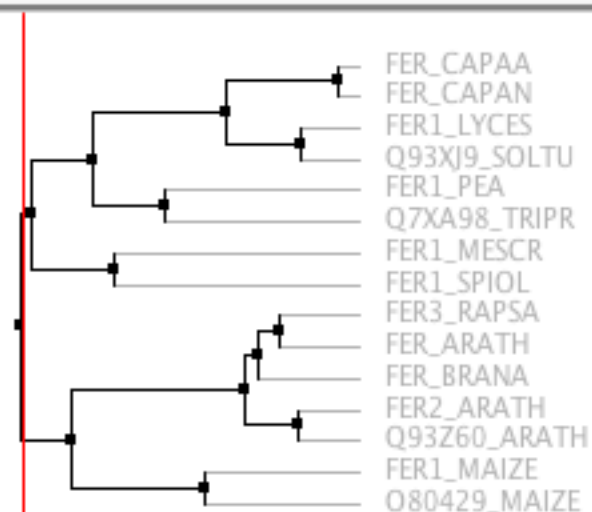 FER_CAPAA
FER_CAPAN
FER1_LYCES
Q93XJ9_SOLTU
FER1_PEA
Q7XA98_TRIPR
FER1_MESCR
FER1_SPIOL
FER3_RAPSA
FER_ARATH
FER_BRANA
FER2_ARATH
Q93Z60_ARATH
FER1_MAIZE
O80429_MAIZE